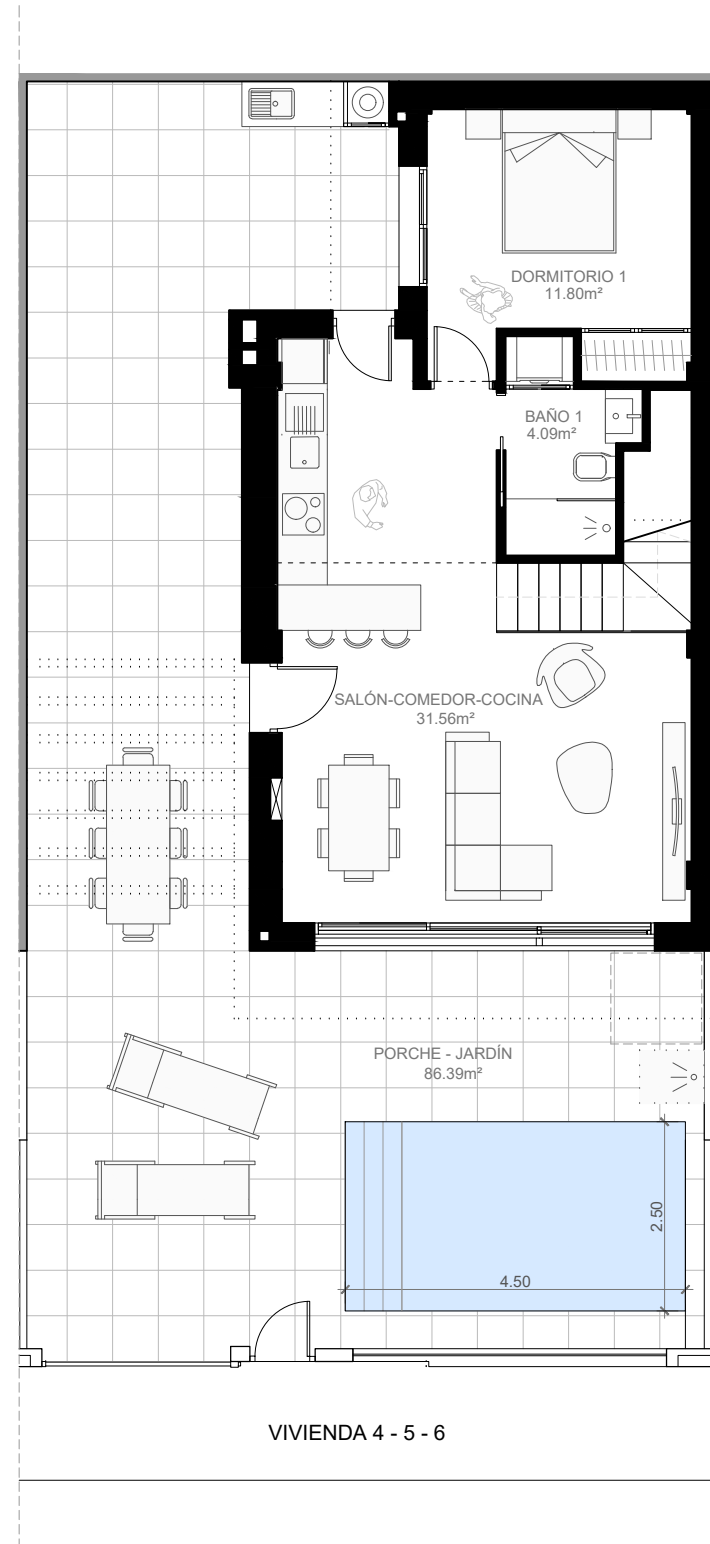 DORMITORIO 1
11.80m²
BAÑO 1
4.09m²
SALÓN-COMEDOR-COCINA
31.56m²
PORCHE - JARDÍN
86.39m²
2.50
4.50
VIVIENDA 4 - 5 - 6